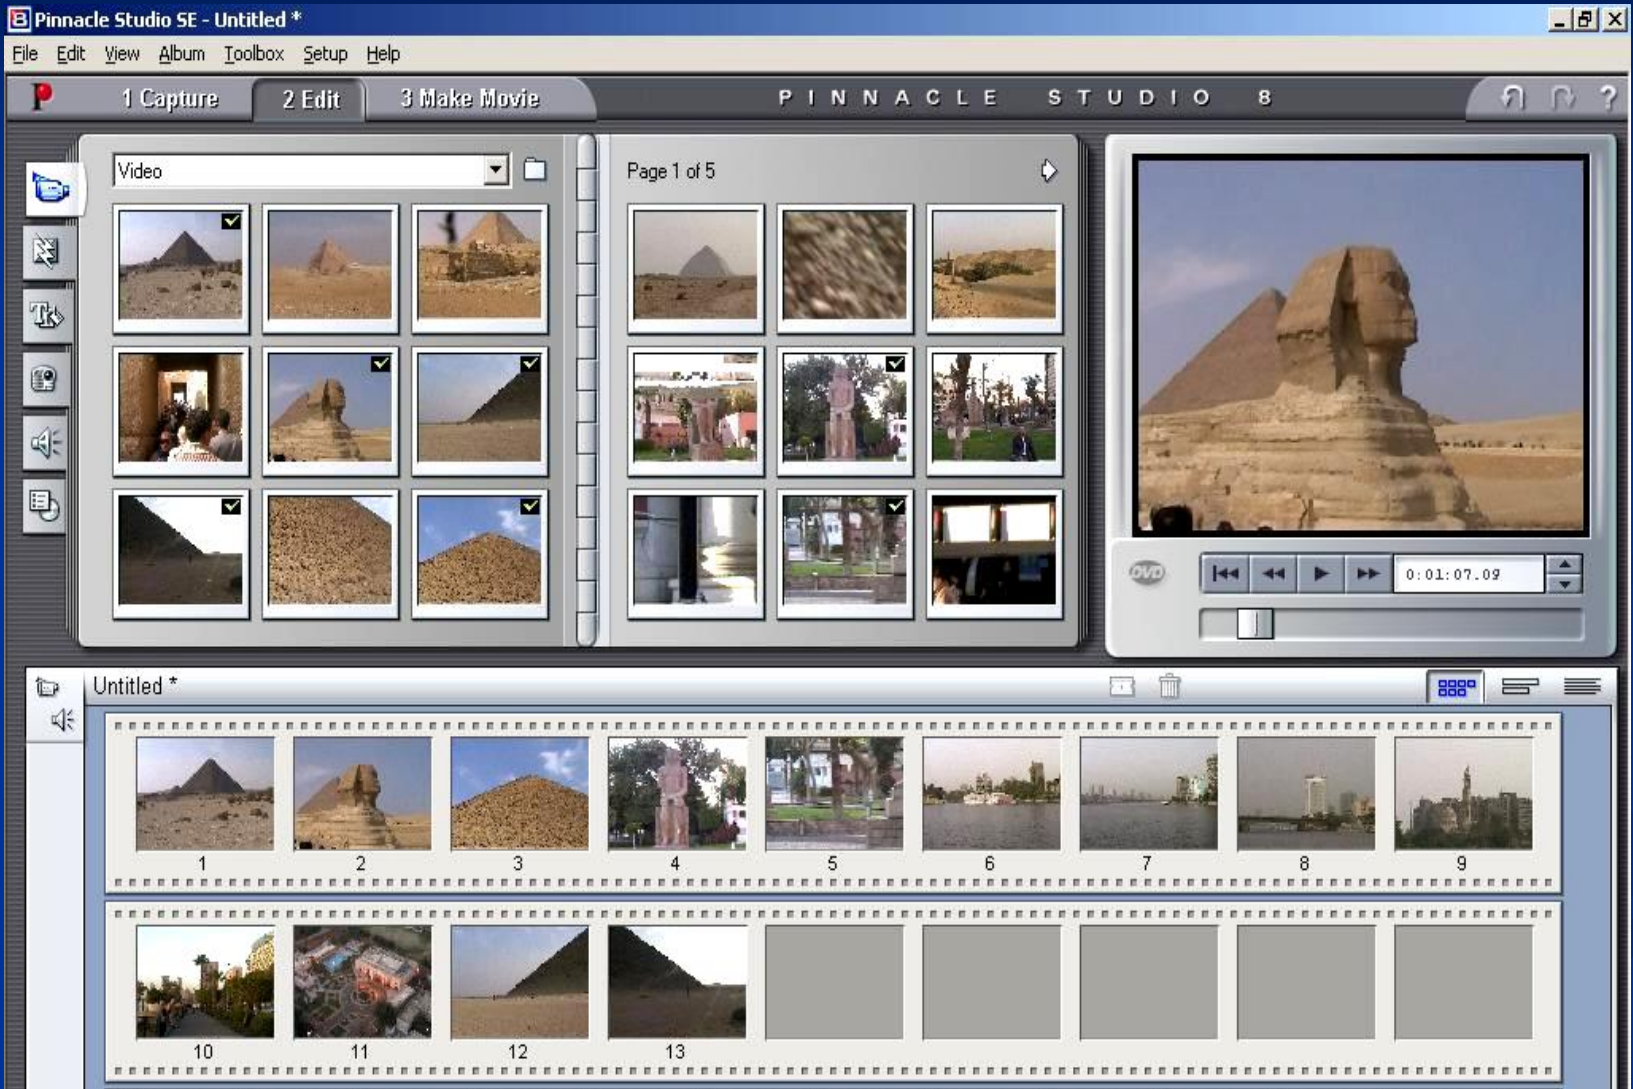 Pinnacle Studio SE - Untitled *
File Edit View Album Toolbox Setup Help
1 Capture 2 Edit 3 Make Movie PINNACLE STUDIO 8 ?
Video
Page 1 of 5
DVD
0:01:07.09
Untitled *
1 2 3 4 5 6 7 8 9
10 11 12 13